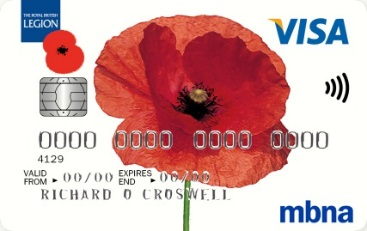 THE ROYAL BRITISH
LEGION
VISA
0000 0000 0000 0000
4129
VALID FROM 00/00 EXPIRES END 00/00
RICHARD O CROSWELL
mbna